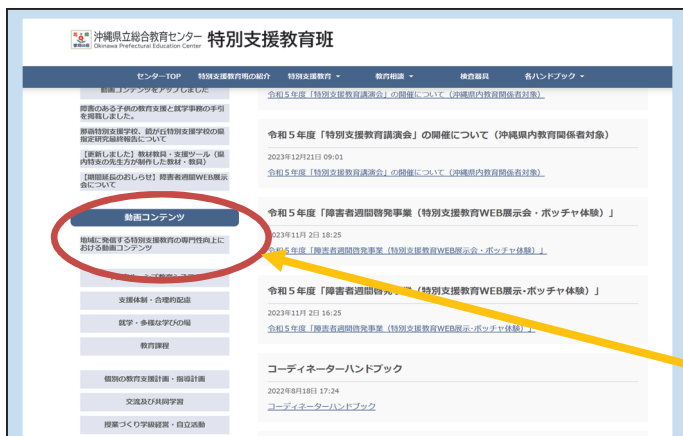 沖縄県立総合教育センター 特別支援教育班
Okinawa Prefectural Education Center
センターTOP 特別支援教育班の紹介 特別支援教育 教育相談 検査器具 各ハンドブック
動画コンテンツをアップしました
障害のある子供の教育支援と就学事務の手引
を掲載しました。
那覇特別支援学校、鏡が丘特別支援学校の県
指定研究最終報告について
【更新しました】教材教具・支援ツール（県
内特支の先生方が制作した教材・教具）
【期間延長のおしらせ】障害者週間WEB展示
会について
動画コンテンツ
地域に発信する特別支援教育の専門性向上に
おける動画コンテンツ
支援体制・合理的配慮
就学・多様な学びの場
教育課程
個別の教育支援計画・指導計画
交流及び共同学習
授業づくり学級経営・自立活動
令和５年度「特別支援教育講演会」の開催について（沖縄県内教育関係者対象）
令和５年度「特別支援教育講演会」の開催について（沖縄県内教育関係者対象）
2023年12月21日 09:01
令和５年度「特別支援教育講演会」の開催について（沖縄県内教育関係者対象）
令和５年度「障害者週間啓発事業（特別支援教育WEB展示会・ボッチャ体験）」
2023年11月 2日 18:25
令和５年度「障害者週間啓発事業（特別支援教育WEB展示会・ボッチャ体験）」
令和５年度「障害者週間啓発事業（特別支援教育WEB展示・ボッチャ体験）」
2023年11月 2日 16:25
令和５年度「障害者週間啓発事業（特別支援教育WEB展示・ボッチャ体験）」
コーディネーターハンドブック
2022年8月18日 17:24
コーディネーターハンドブック